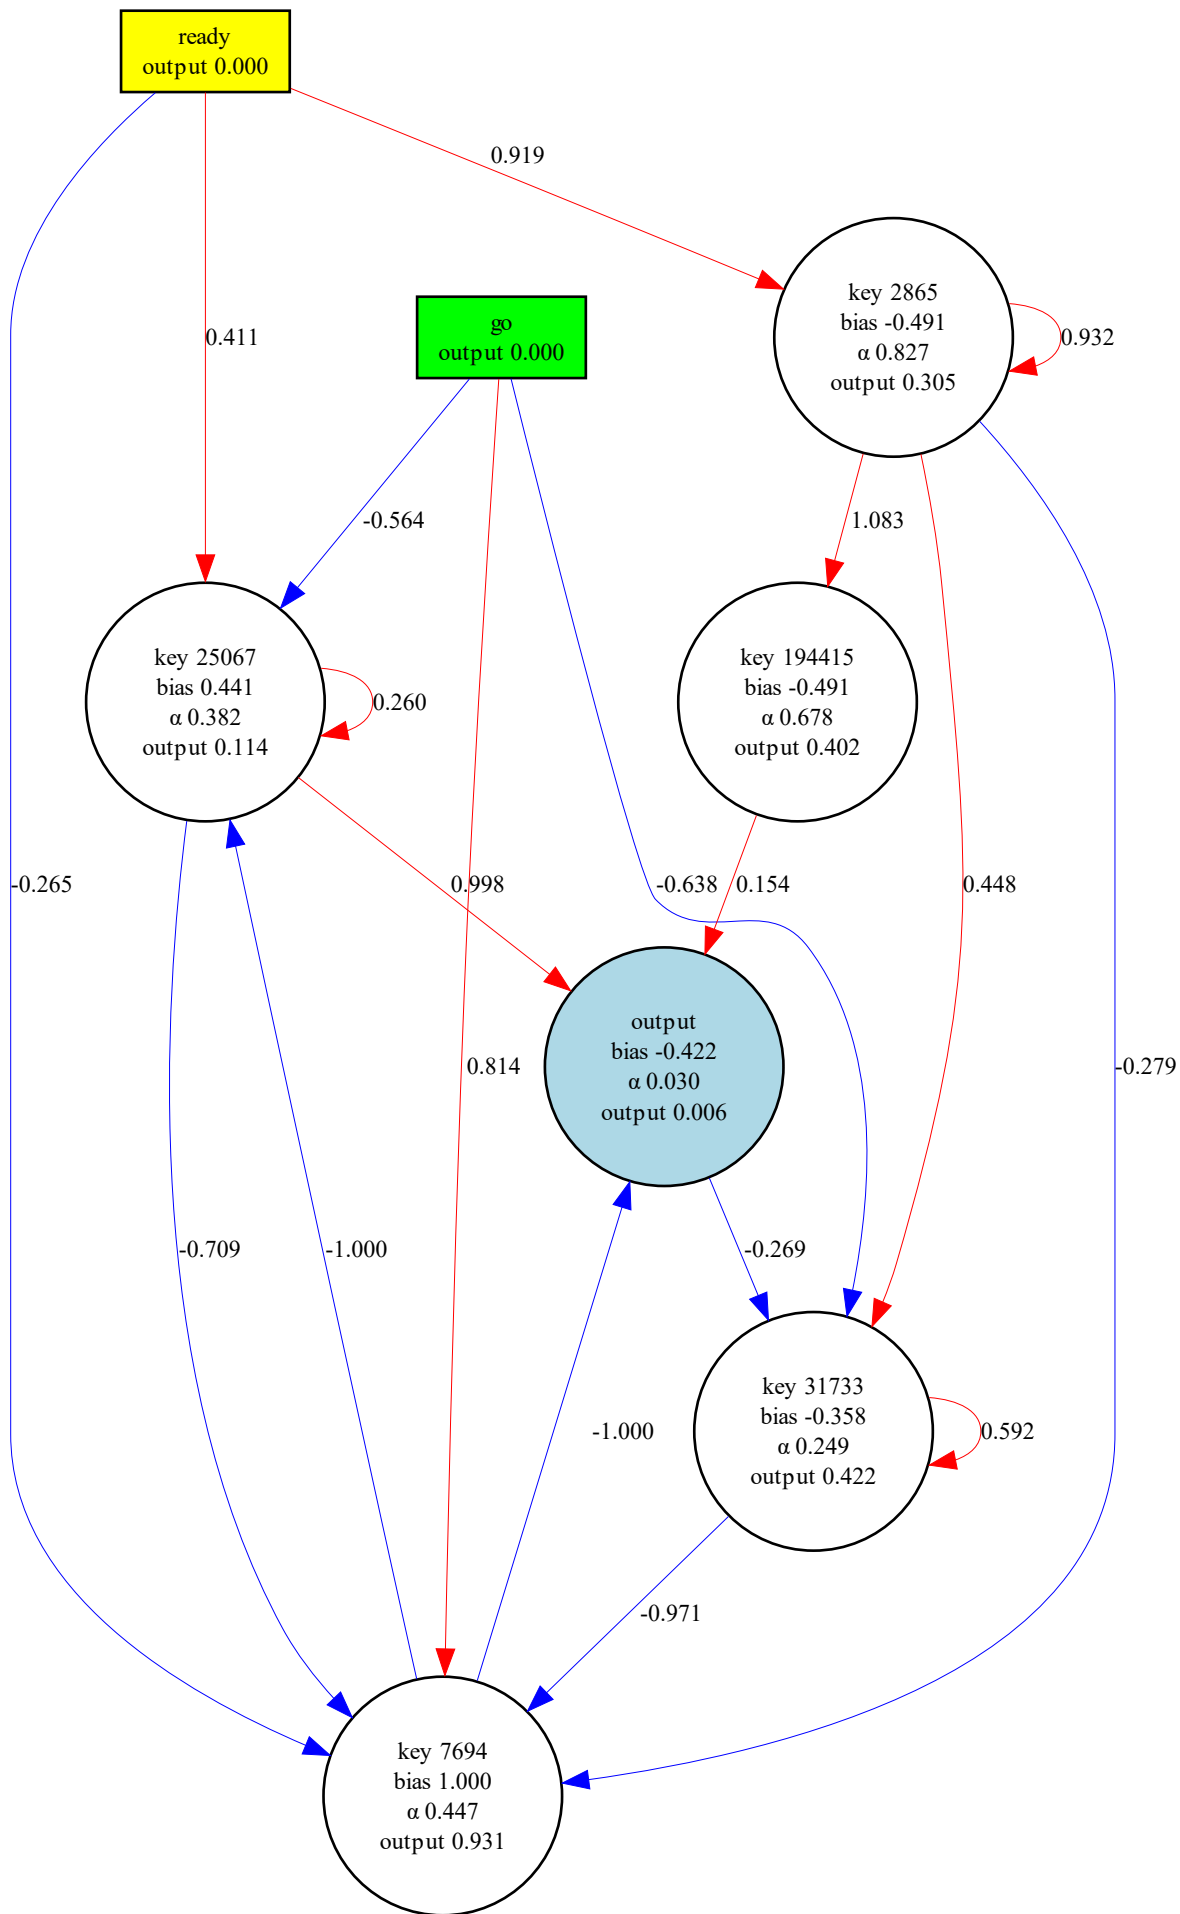 ready
output 0.000
0.919
key 2865
bias -0.491
α 0.827
output 0.305
0.932
go
output 0.000
0.411
-0.564
1.083
key 25067
bias 0.441
α 0.382
output 0.114
0.260
key 194415
bias -0.491
α 0.678
output 0.402
-0.265
0.998
-0.638
0.154
0.448
output
bias -0.422
α 0.030
output 0.006
0.814
-0.279
-0.709
-1.000
-0.269
-1.000
key 31733
bias -0.358
α 0.249
output 0.422
0.592
-0.971
key 7694
bias 1.000
α 0.447
output 0.931